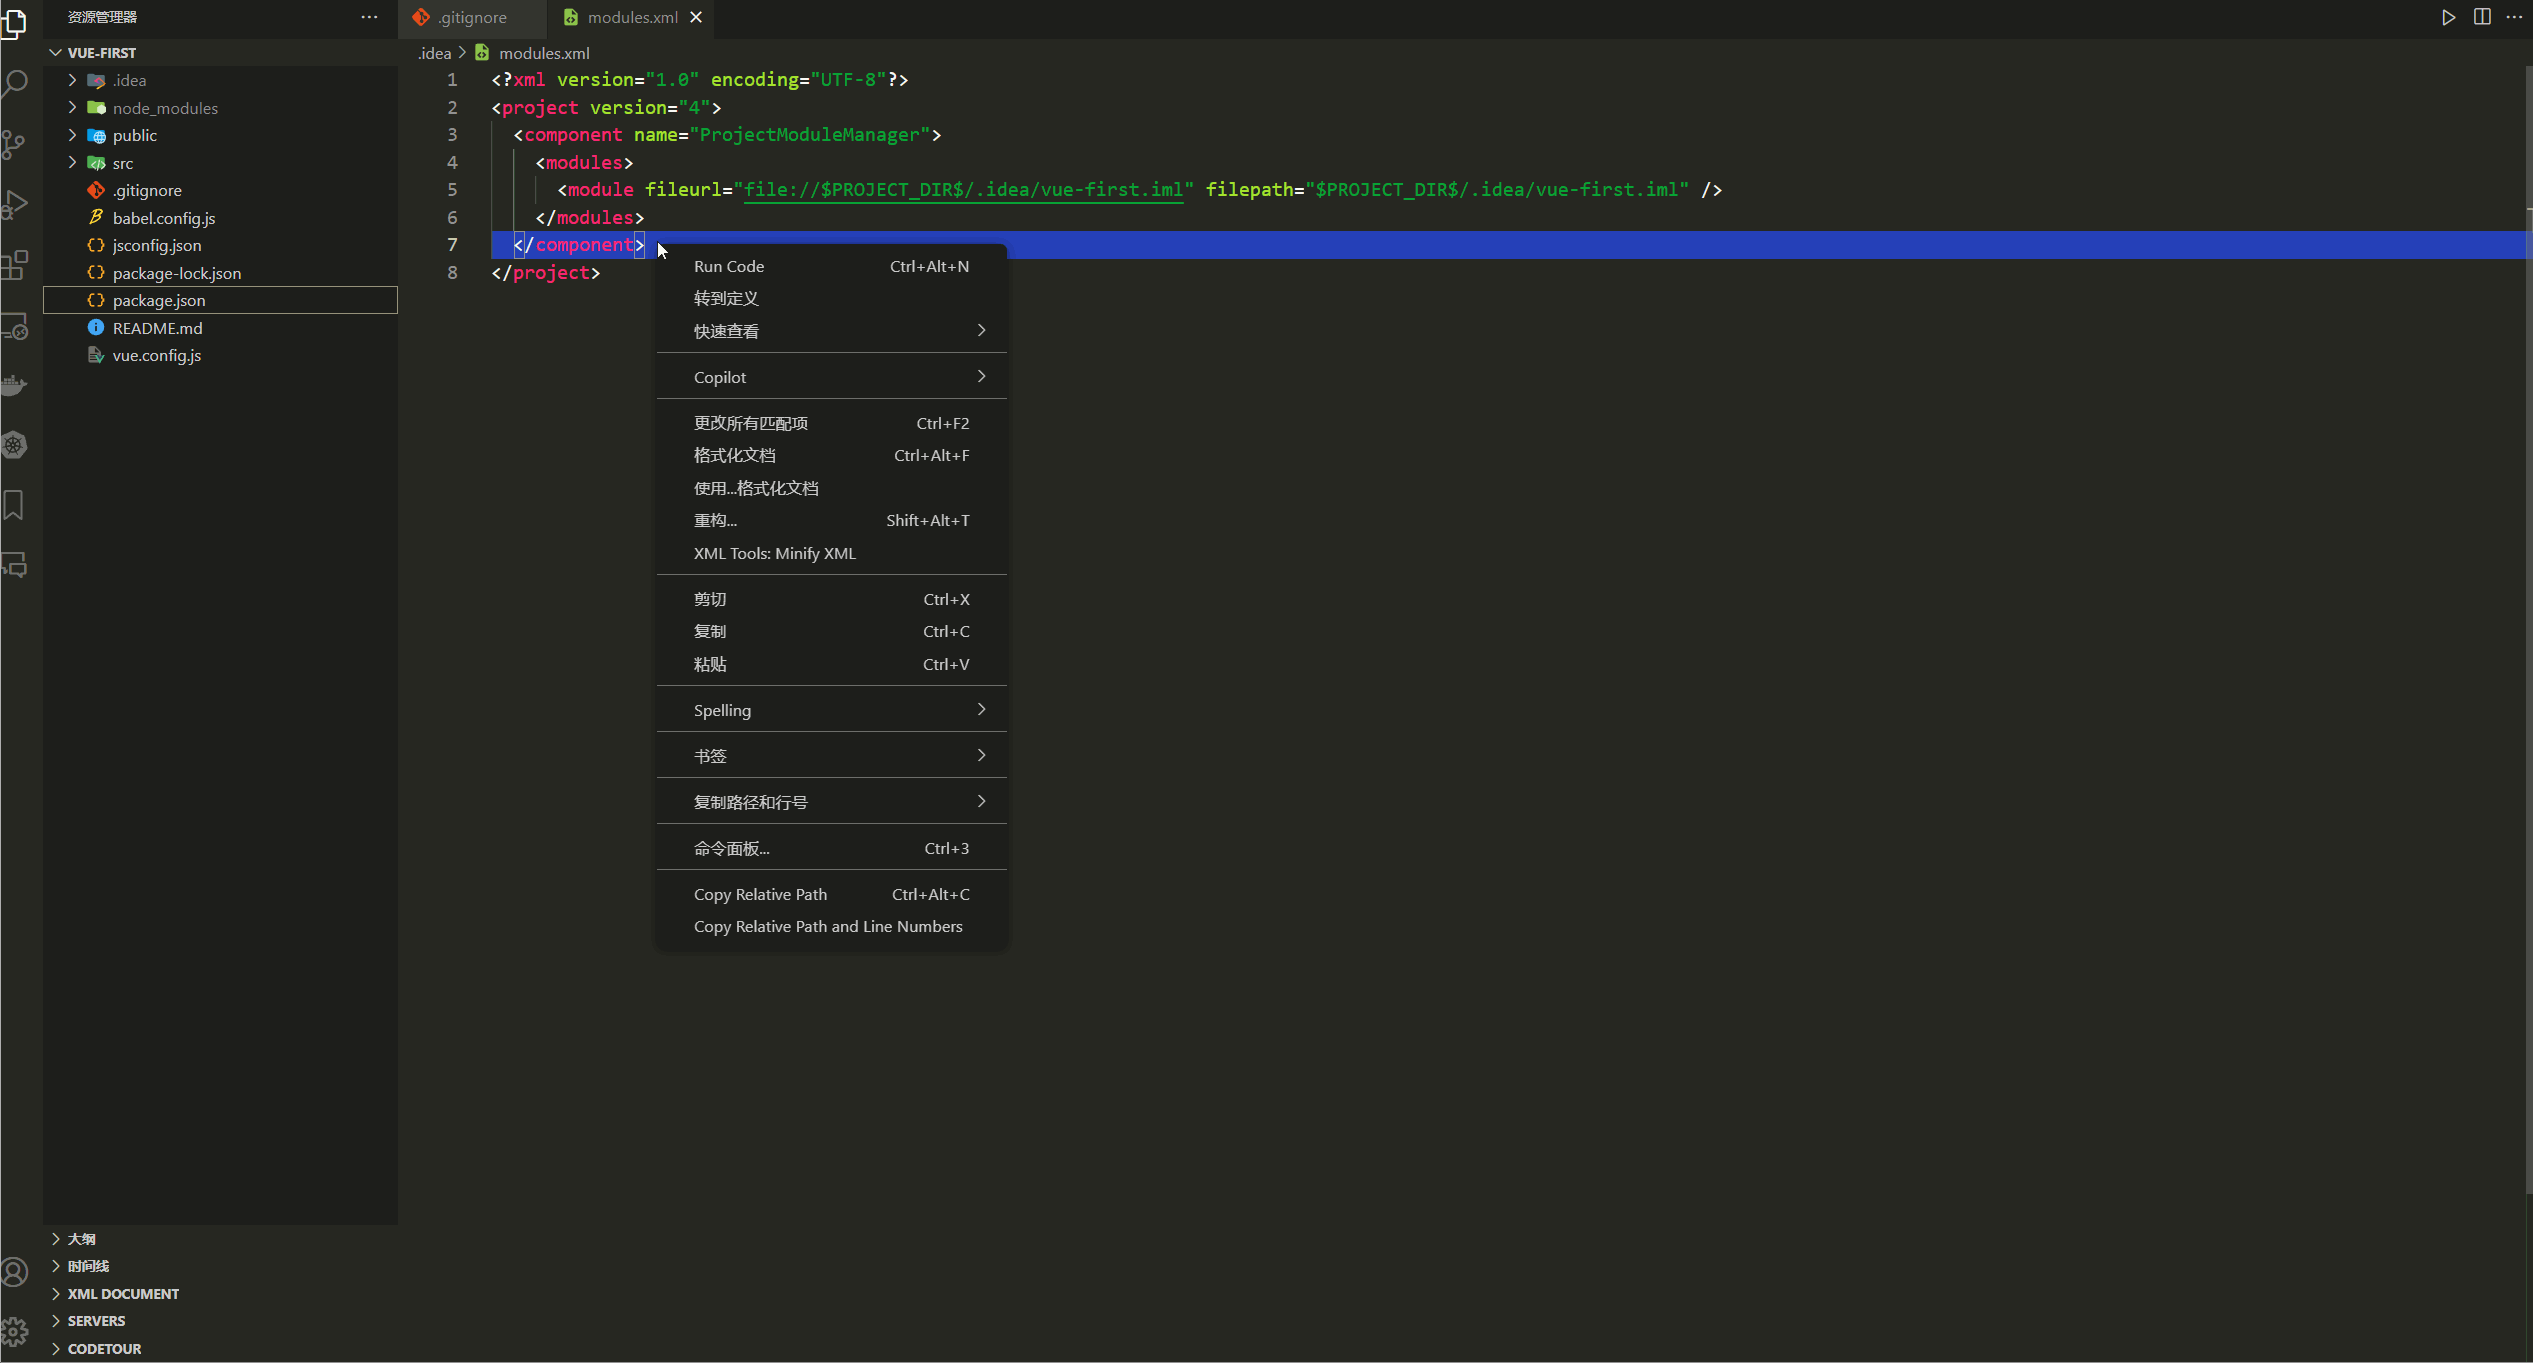 资源管理器
VUE-FIRST
.idea
node_modules
public
src
.gitignore
babel.config.js
jsconfig.json
package-lock.json
package.json
README.md
vue.config.js
大纲
时间线
XML DOCUMENT
SERVERS
CODETOUR
.gitignore
modules.xml
.idea > modules.xml
1 <?xml version="1.0" encoding="UTF-8"?>
2 <project version="4">
3 <component name="ProjectModuleManager">
4 <modules>
5 <module fileurl="file://$PROJECT_DIR$/.idea/vue-first.iml" filepath="$PROJECT_DIR$/.idea/vue-first.iml" />
6 </modules>
7 </component>
8 </project>
Run Code Ctrl+Alt+N
转到定义
快速查看
Copilot
更改所有匹配项 Ctrl+F2
格式化文档 Ctrl+Alt+F
使用...格式化文档
重构... Shift+Alt+T
XML Tools: Minify XML
剪切 Ctrl+X
复制 Ctrl+C
粘贴 Ctrl+V
Spelling
书签
复制路径和行号
命令面板... Ctrl+3
Copy Relative Path Ctrl+Alt+C
Copy Relative Path and Line Numbers